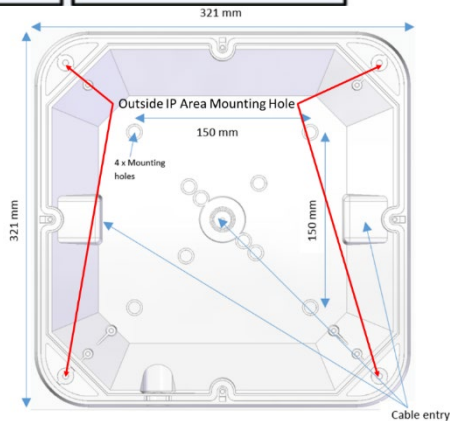 321 mm
Outside IP Area Mounting Hole
150 mm
4 x Mounting
holes
321 mm
150 mm
Cable entry